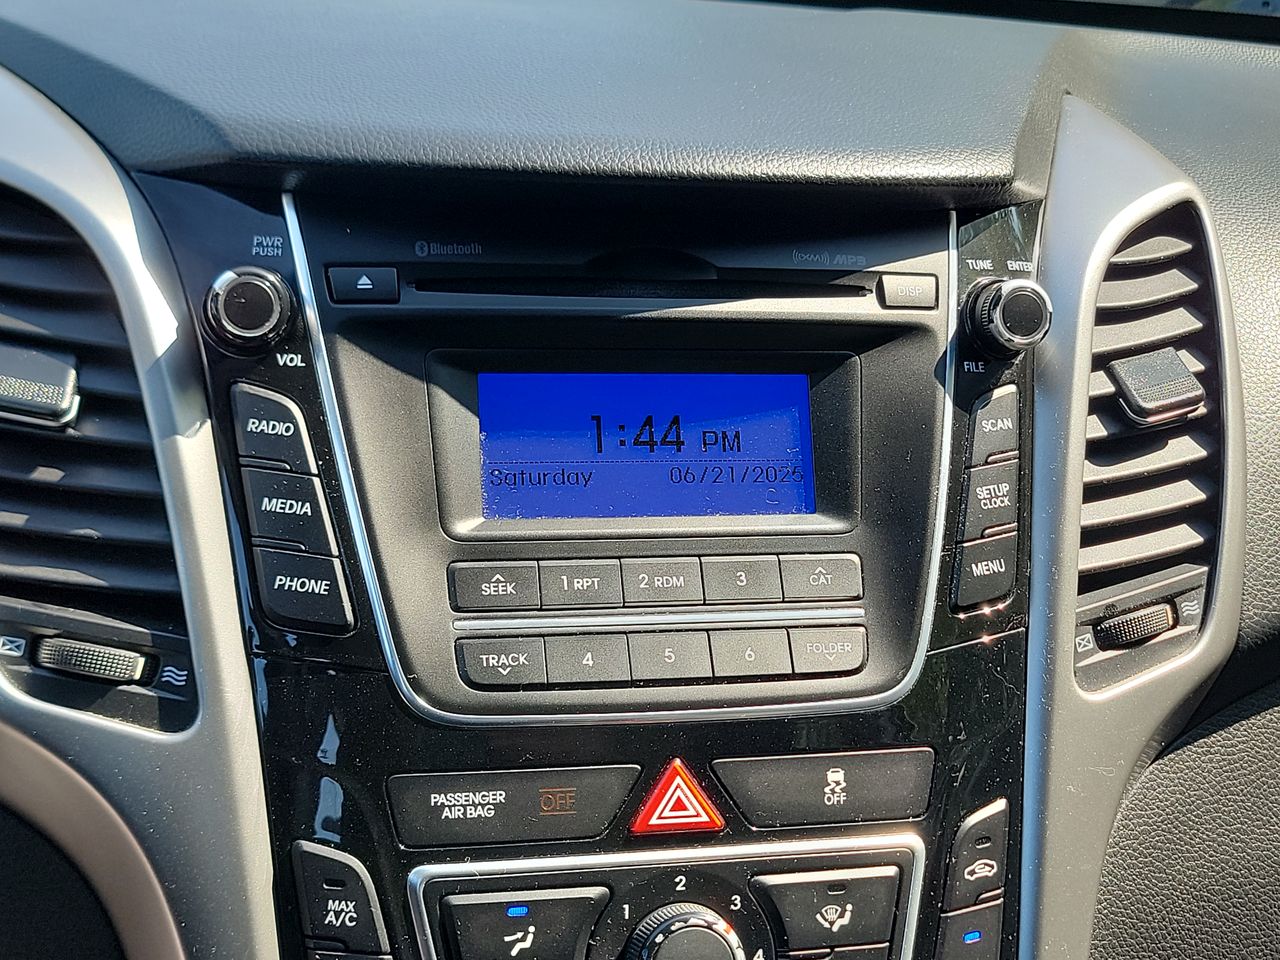 Bluetooth
((XM)) MP3
PWR
PUSH
VOL
DISP
TUNE ENTER
FILE
RADIO
MEDIA
PHONE
1:44 PM
Saturday 06/21/2025
C
SCAN
SETUP
CLOCK
MENU
SEEK 1 RPT 2 RDM 3 CAT
TRACK 4 5 6 FOLDER
PASSENGER
AIR BAG
OFF
OFF
MAX
A/C
1 2 3 4